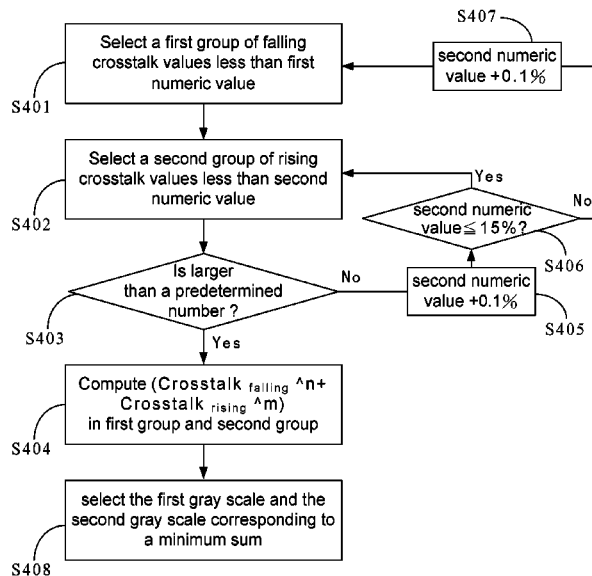 S407
Select a first group of falling
crosstalk values less than first
numeric value
second numeric
value +0.1%
S401
Select a second group of rising
crosstalk values less than second
numeric value
Yes
No
S402
second numeric
value≦15%?
S406
Is larger
than a predetermined
number ?
No
second numeric
value +0.1%
S403
S405
Yes
Compute (Crosstalk falling ^n+
Crosstalk rising ^m)
in first group and second group
S404
select the first gray scale and the
second gray scale corresponding to
a minimum sum
S408